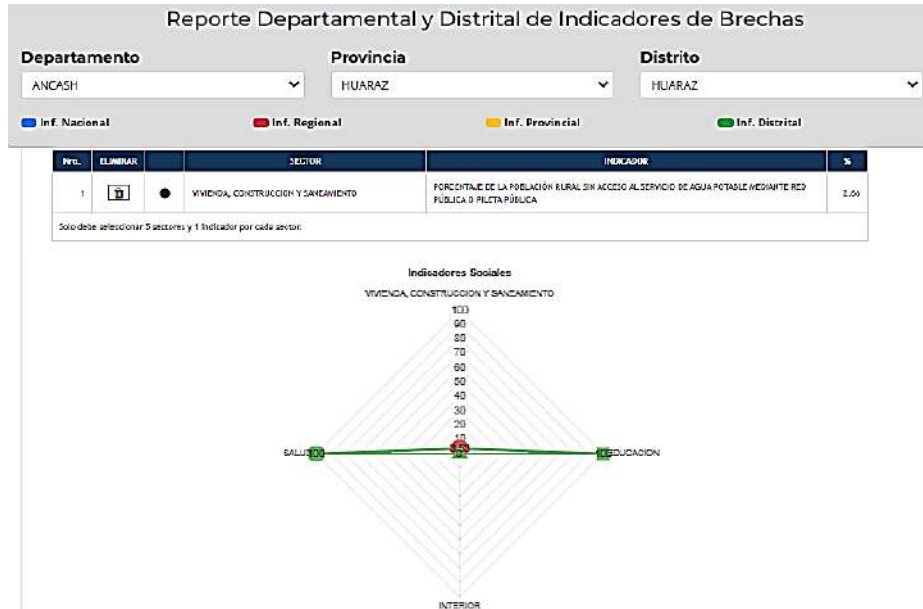 Reporte Departamental y Distrital de Indicadores de Brechas
Departamento Provincia Distrito
ANCASH HUARAZ HUARAZ
Inf. Nacional Inf. Regional Inf. Provincial Inf. Distrital
Nro. ELIMINAR SECTOR INDICADOR %
1 VIVIENDA, CONSTRUCCION Y SANEAMIENTO PORCENTAJE DE LA POBLACIÓN RURAL SIN ACCESO AL SERVICIO DE AGUA POTABLE MEDIANTE RED
PÚBLICA O PILETA PÚBLICA
Solo debe seleccionar 5 sectores y 1 indicador por cada sector.
Indicadores Sociales
VIVIENDA, CONSTRUCCION Y SANEAMIENTO
100
90
80
70
60
50
40
30
20
10
SALUD 100 EDUCACION
INTERIOR